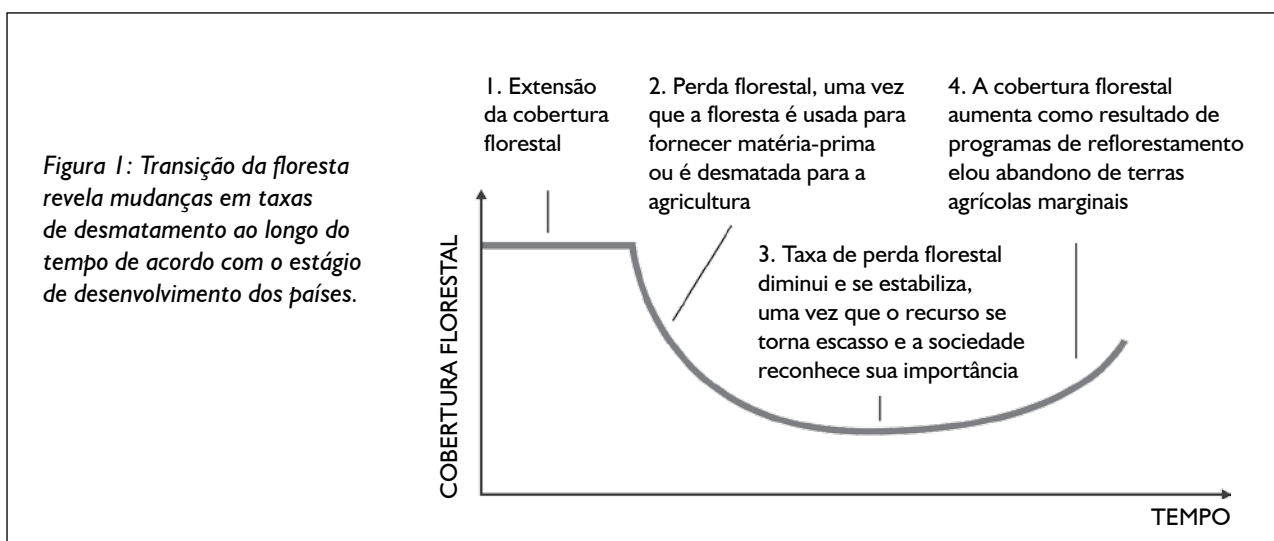 Figura 1: Transição da floresta
revela mudanças em taxas
de desmatamento ao longo do
tempo de acordo com o estágio
de desenvolvimento dos países.
1. Extensão
da cobertura
florestal
2. Perda florestal, uma vez
que a floresta é usada para
fornecer matéria-prima
ou é desmatada para a
agricultura
4. A cobertura florestal
aumenta como resultado de
programas de reflorestamento
elou abandono de terras
agrícolas marginais
3. Taxa de perda florestal
diminui e se estabiliza,
uma vez que o recurso se
torna escasso e a sociedade
reconhece sua importância
COBERTURA FLORESTAL
TEMPO